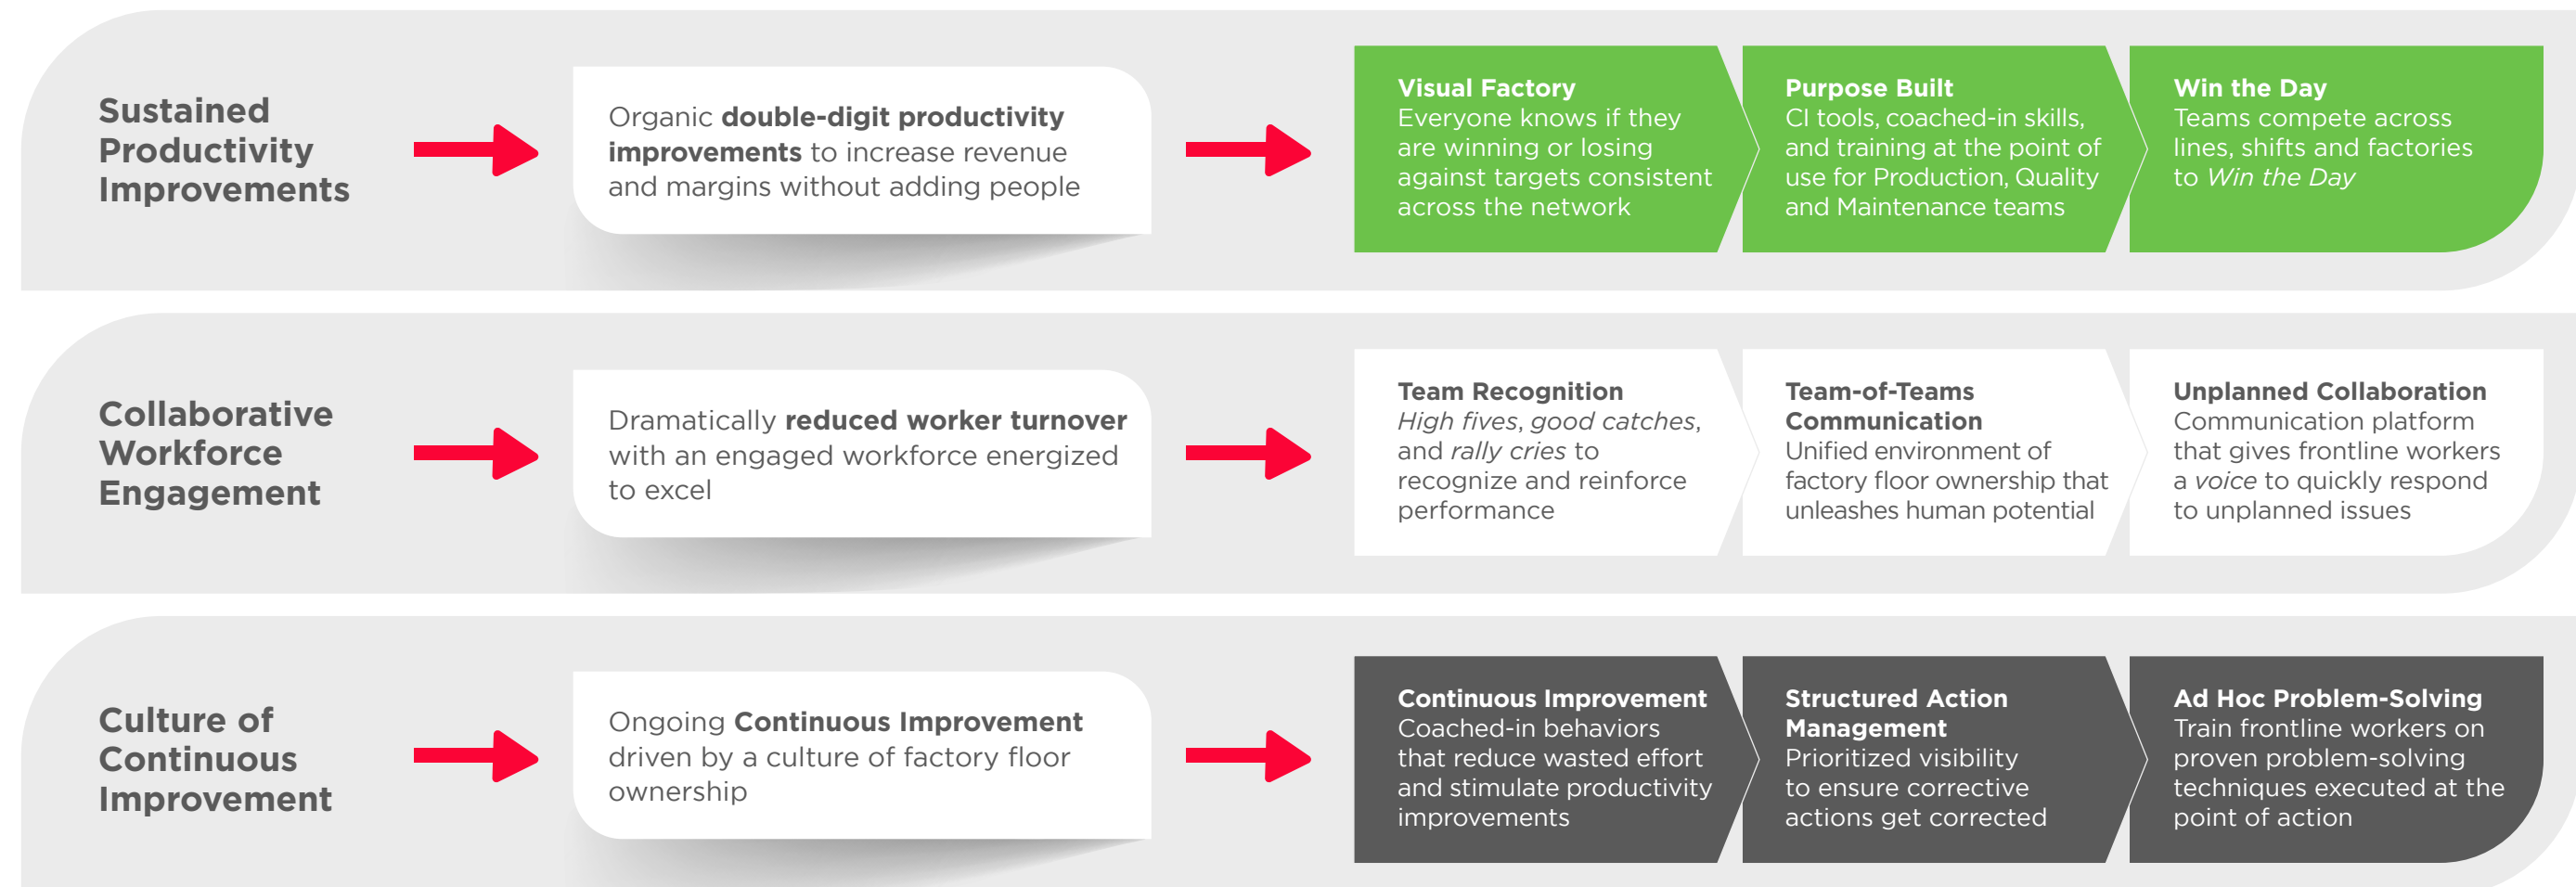 Sustained
Productivity
Improvements
Organic double-digit productivity
improvements to increase revenue
and margins without adding people
Visual Factory
Everyone knows if they
are winning or losing
against targets consistent
across the network
Purpose Built
CI tools, coached-in skills,
and training at the point of
use for Production, Quality
and Maintenance teams
Win the Day
Teams compete across
lines, shifts and factories
to Win the Day
Collaborative
Workforce
Engagement
Dramatically reduced worker turnover
with an engaged workforce energized
to excel
Team Recognition
High fives, good catches,
and rally cries to
recognize and reinforce
performance
Team-of-Teams
Communication
Unified environment of
factory floor ownership that
unleashes human potential
Unplanned Collaboration
Communication platform
that gives frontline workers
a voice to quickly respond
to unplanned issues
Culture of
Continuous
Improvement
Ongoing Continuous Improvement
driven by a culture of factory floor
ownership
Continuous Improvement
Coached-in behaviors
that reduce wasted effort
and stimulate productivity
improvements
Structured Action
Management
Prioritized visibility
to ensure corrective
actions get corrected
Ad Hoc Problem-Solving
Train frontline workers on
proven problem-solving
techniques executed at the
point of action